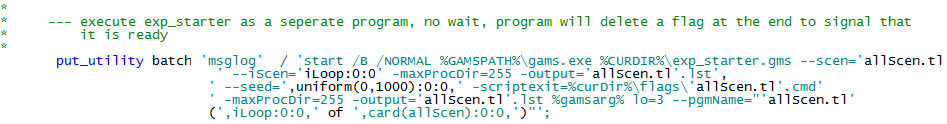 *
*      --- execute exp_starter as a seperate program, no wait, program will delete a flag at the end to signal that
*          it is ready
*
put_utility batch 'msglog'  / 'start /B /NORMAL %GAMSPATH%\gams.exe %CURDIR%\exp_starter.gms --scen='allScen.tl
' --iScen='iLoop:0:0' -maxProcDir=255 -output='allScen.tl'.lst',
' --seed=',uniform(0,1000):0:0,' -scriptexit=%curDir%\flags\'allScen.tl'.cmd'
' -maxProcDir=255 -output='allScen.tl'.lst %gamsarg% lo=3 --pgmName="'allScen.tl'
(',iLoop:0:0,' of ',card(allScen):0:0,')"';